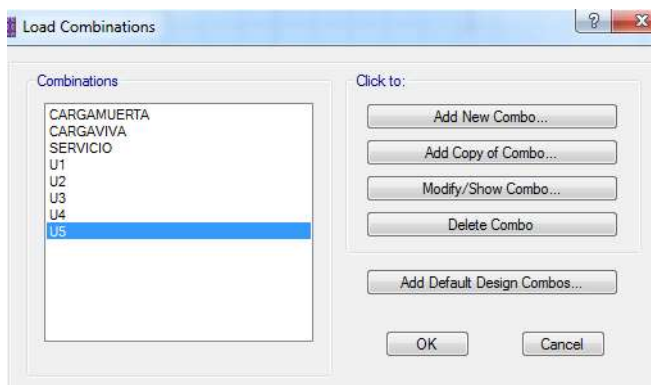 Load Combinations
Combinations
CARGAMUERTA
CARGAVIVA
SERVICIO
U1
U2
U3
U4
U5
Click to:
Add New Combo...
Add Copy of Combo...
Modify/Show Combo...
Delete Combo
Add Default Design Combos...
OK
Cancel